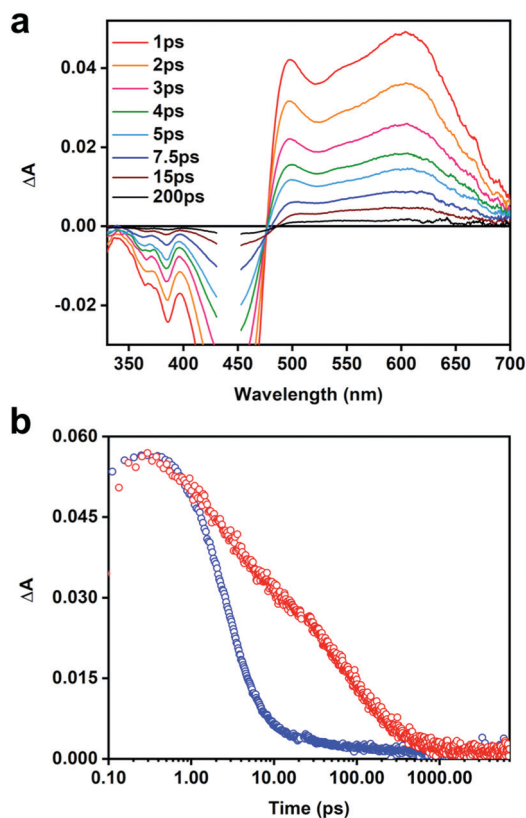 a
0.04
0.02
0.00
-0.02
ΔA
1ps
2ps
3ps
4ps
5ps
7.5ps
15ps
200ps
350 400 450 500 550 600 650 700
Wavelength (nm)
b
0.060
0.045
0.030
0.015
0.000
ΔA
0.10 1.00 10.00 100.00 1000.00
Time (ps)